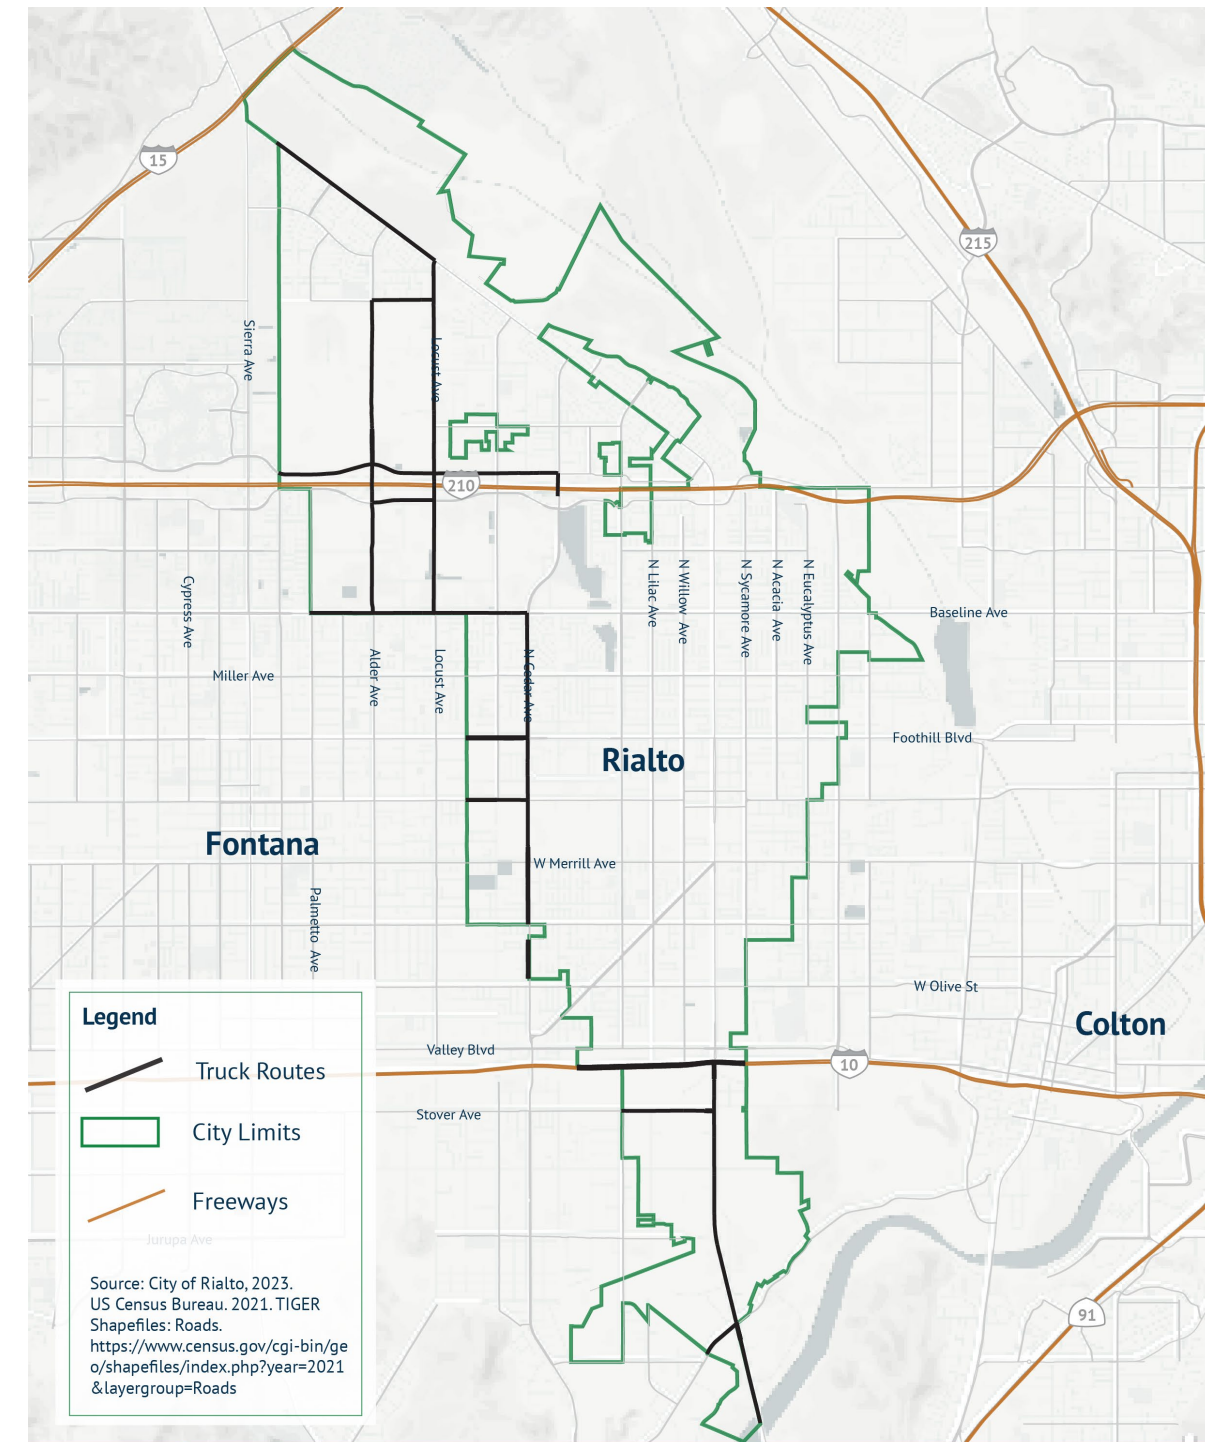 15
215
Sierra Ave
Locust Ave
210
Cypress Ave
N Lilac Ave
N Willow Ave
N Sycamore Ave
N Acacia Ave
N Eucalyptus Ave
Baseline Ave
Miller Ave
Alder Ave
Locust Ave
N Cedar Ave
Foothill Blvd
Rialto
Fontana
W Merrill Ave
Palmetto Ave
W Olive St
Colton
Valley Blvd
10
Stover Ave
91
Legend
Truck Routes
City Limits
Freeways
Jurupa Ave
Source: City of Rialto, 2023.
US Census Bureau. 2021. TIGER
Shapefiles: Roads.
https://www.census.gov/cgi-bin/ge
o/shapefiles/index.php?year=2021
&layergroup=Roads